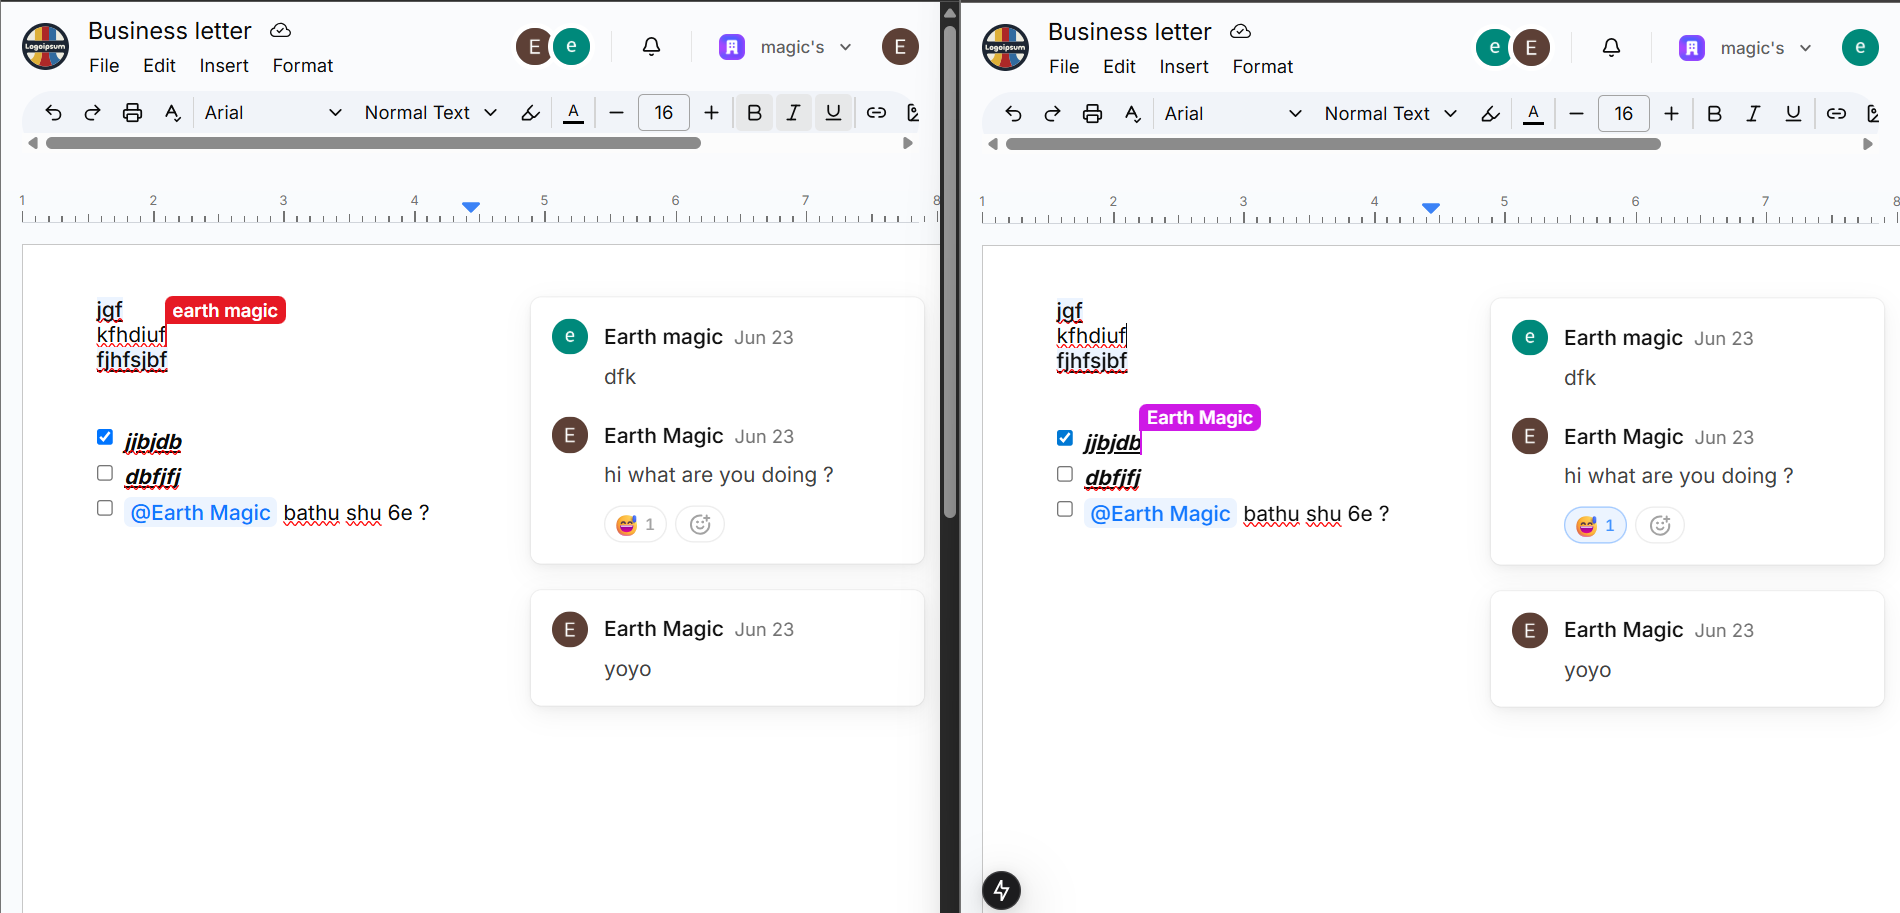 Logoipsum
Business letter
File Edit Insert Format
E e magic's E
Arial Normal Text A 16 B I U
1 2 3 4 5 6 7 8
jgf
earth magic
kfhdiuf
fjhfsjbf
jjbjdb
dbfjfj
@Earth Magic bathu shu 6e ?
e Earth magic Jun 23
dfk
E Earth Magic Jun 23
hi what are you doing ?
😅 1
E Earth Magic Jun 23
yoyo
Logoipsum
Business letter
File Edit Insert Format
e E magic's e
Arial Normal Text A 16 B I U
1 2 3 4 5 6 7 8
jgf
kfhdiuf
fjhfsjbf
Earth Magic
jjbjdb
dbfjfj
@Earth Magic bathu shu 6e ?
e Earth magic Jun 23
dfk
E Earth Magic Jun 23
hi what are you doing ?
😅 1
E Earth Magic Jun 23
yoyo